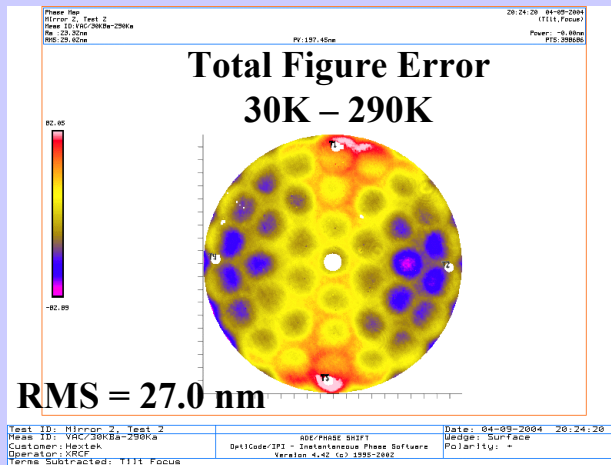 Phase Map 20:24:20 04-09-2004
Mirror 2, Test 2 (Tilt,Focus)
Meas ID:VAC/30KBa-290Ka
Ra :23.32nm Power: -0.00nm
RMS:29.02nm PV:197.45nm PTS:398686
Total Figure Error
30K – 290K
82.05
-82.89
RMS = 27.0 nm
Test ID: Mirror 2, Test 2 Date: 04-09-2004 20:24:20
Meas ID: VAC/30KBa-290Ka ADE/PHASE SHIFT Wedge: Surface
Customer: Hextek OptiCode/IPI - Instantaneous Phase Software Polarity: +
Operator: XRCF Version 4.42 (c) 1995-2002
Terms Subtracted: Tilt Focus